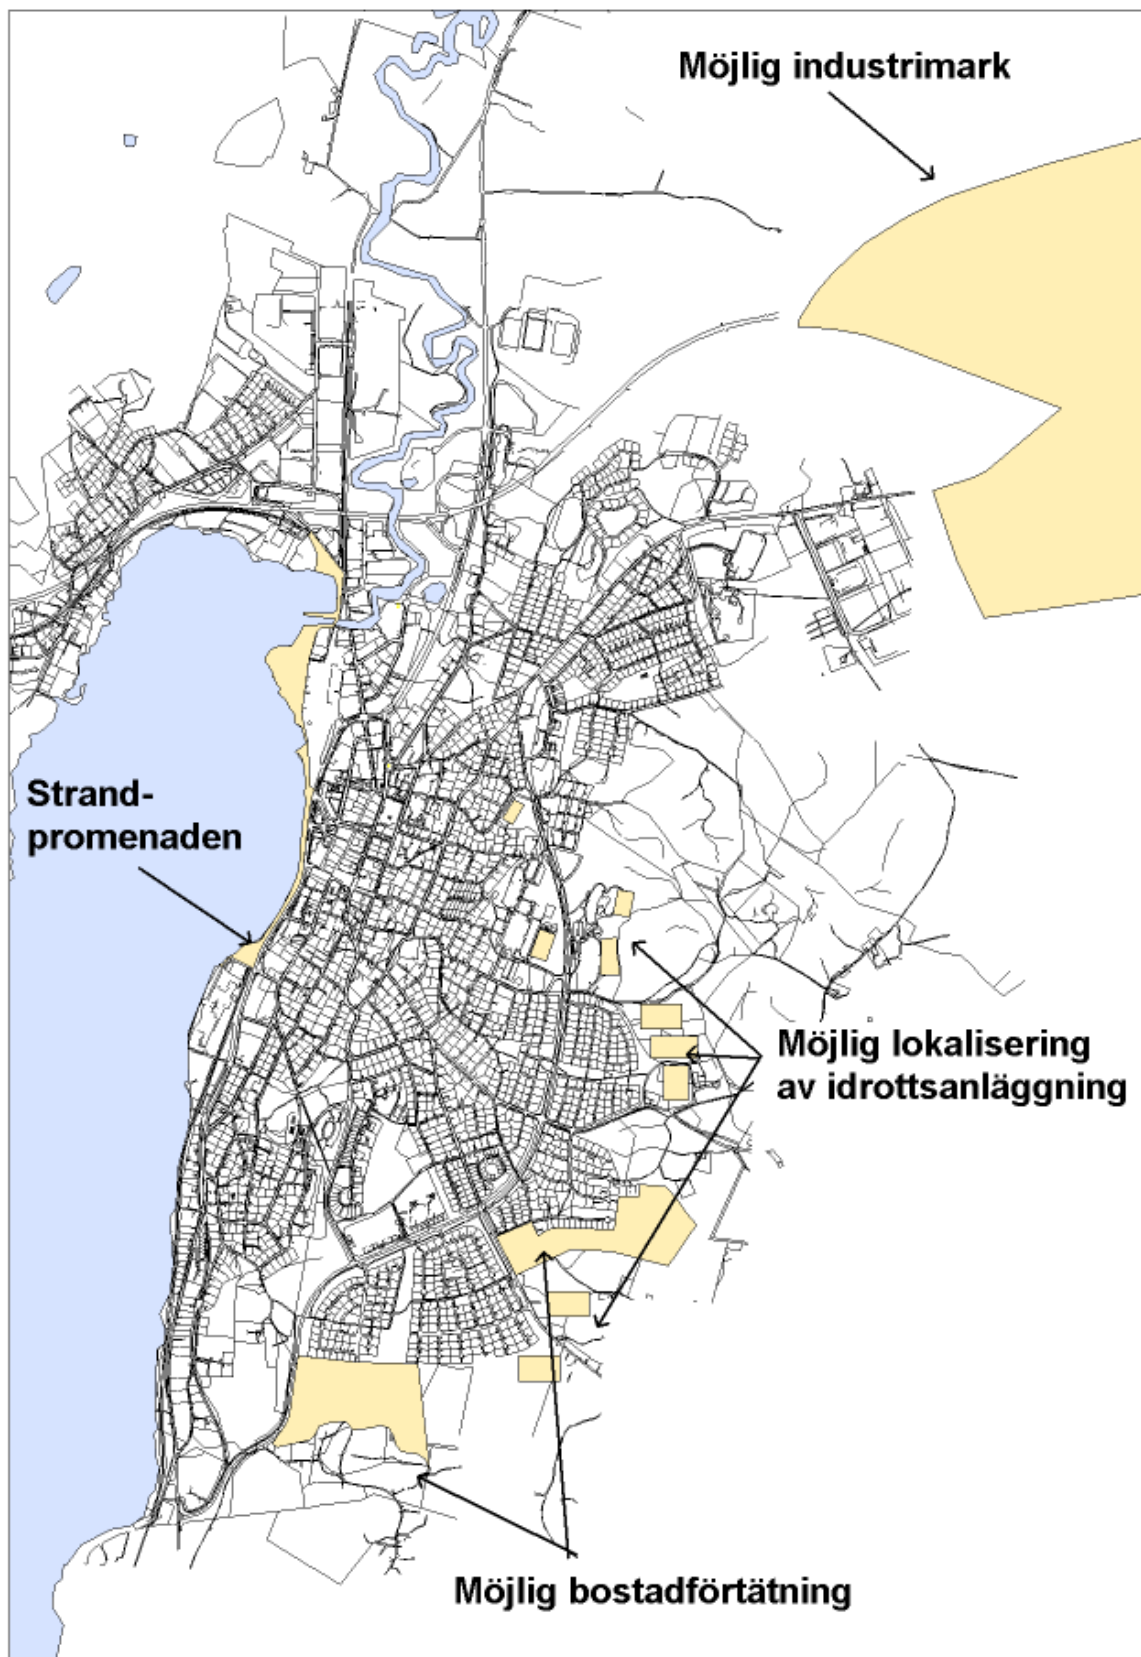 Möjlig industrimark
Strand-
promenaden
Möjlig lokalisering
av idrottsanläggning
Möjlig bostadförtätning